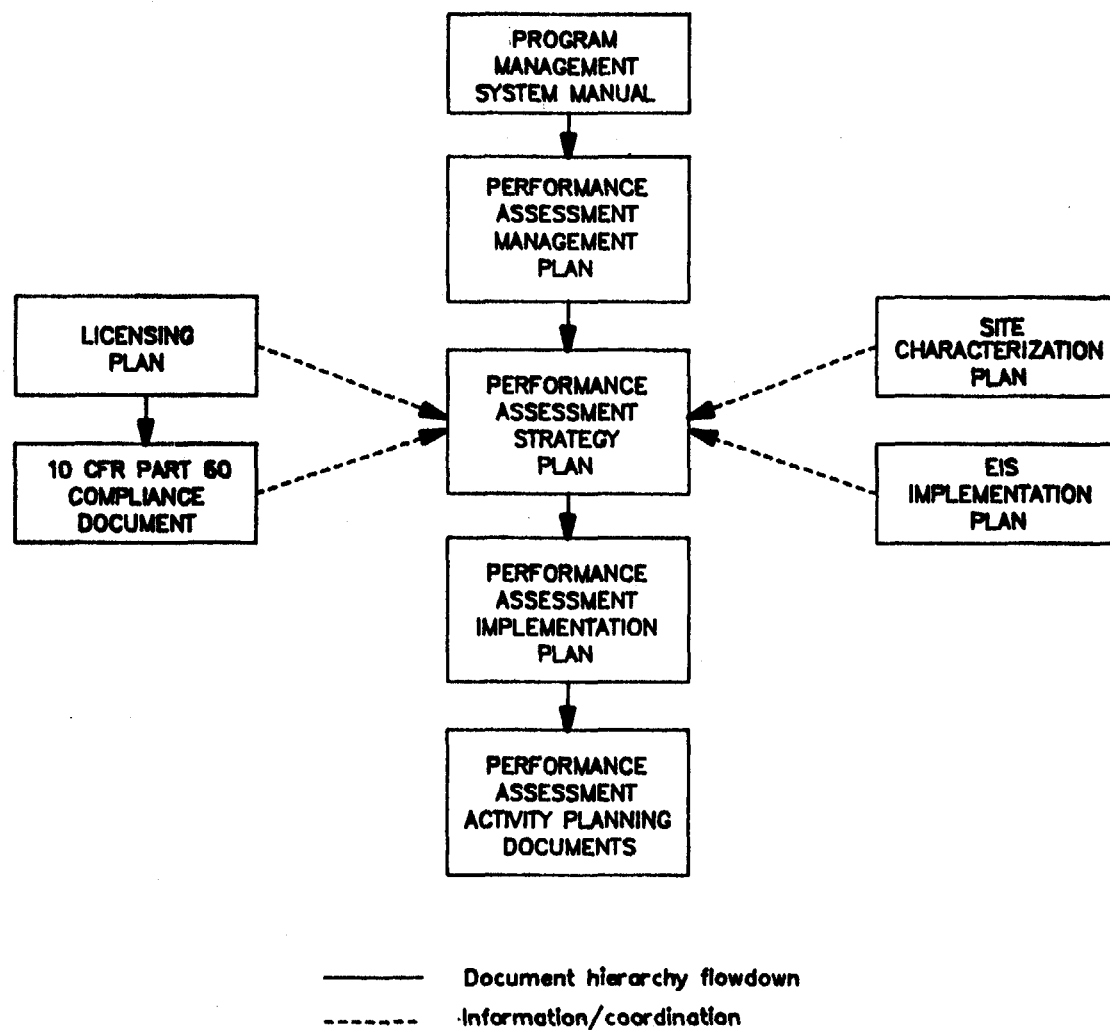 PROGRAM
MANAGEMENT
SYSTEM MANUAL
PERFORMANCE
ASSESSMENT
MANAGEMENT
PLAN
LICENSING
PLAN
SITE
CHARACTERIZATION
PLAN
PERFORMANCE
ASSESSMENT
STRATEGY
PLAN
10 CFR PART 60
COMPLIANCE
DOCUMENT
EIS
IMPLEMENTATION
PLAN
PERFORMANCE
ASSESSMENT
IMPLEMENTATION
PLAN
PERFORMANCE
ASSESSMENT
ACTIVITY PLANNING
DOCUMENTS
Document hierarchy flowdown
Information/coordination